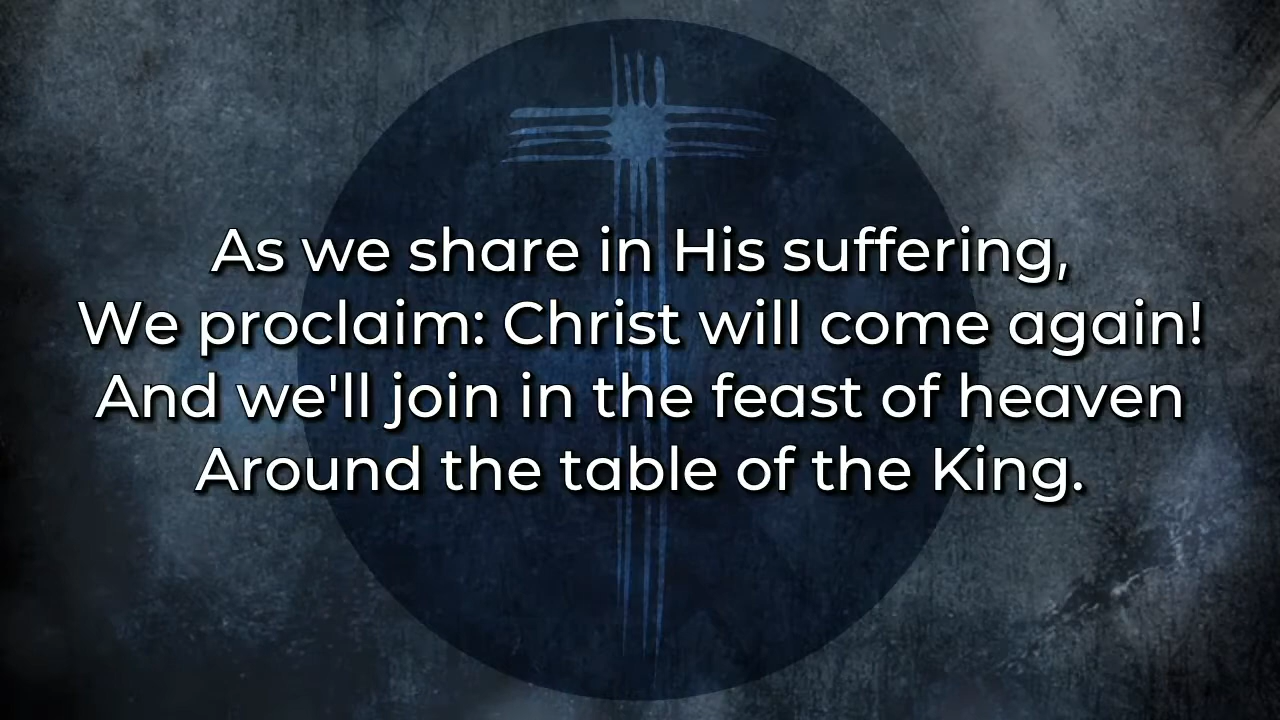 As we share in His suffering,
We proclaim: Christ will come again!
And we'll join in the feast of heaven
Around the table of the King.